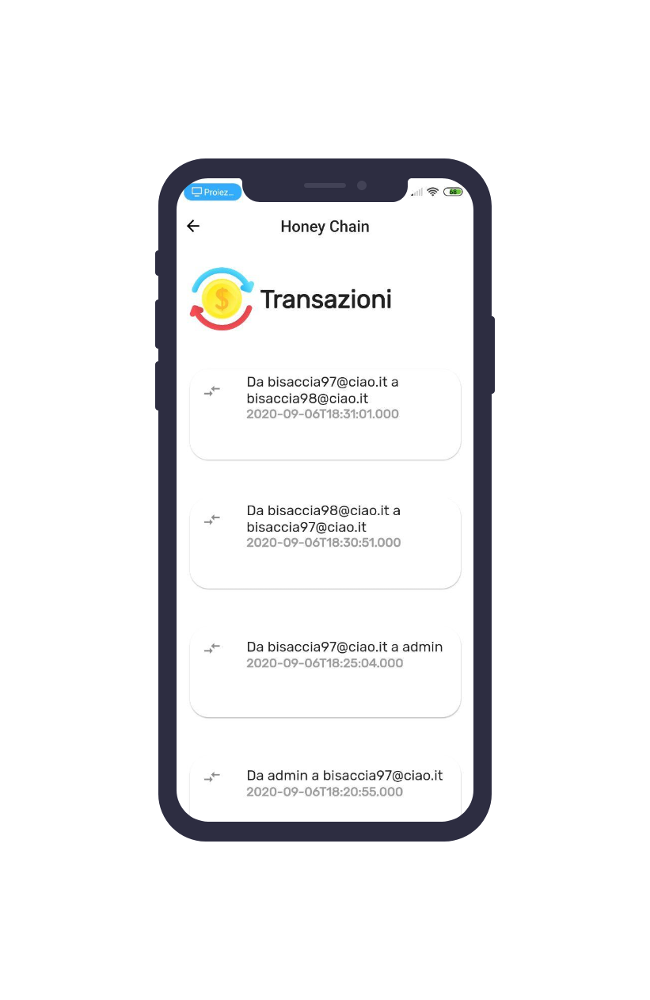 Proiez...
68
Honey Chain
$
Transazioni
Da bisaccia97@ciao.it a
bisaccia98@ciao.it
2020-09-06T18:31:01.000
Da bisaccia98@ciao.it a
bisaccia97@ciao.it
2020-09-06T18:30:51.000
Da bisaccia97@ciao.it a admin
2020-09-06T18:25:04.000
Da admin a bisaccia97@ciao.it
2020-09-06T18:20:55.000